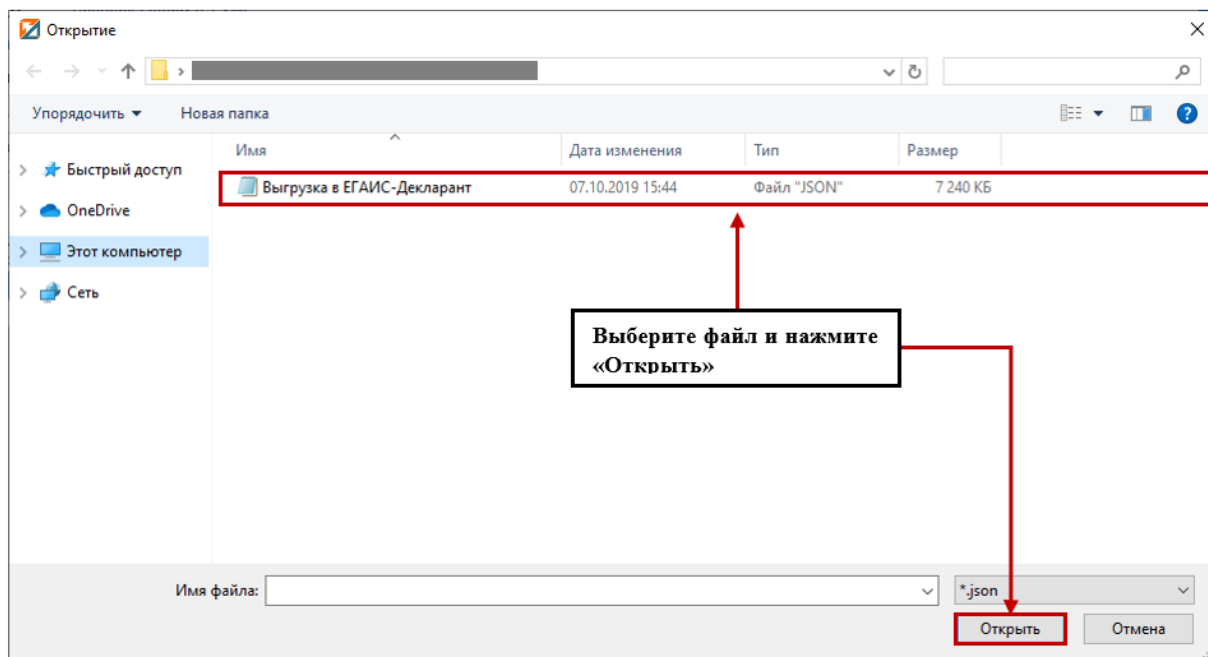 Открытие
Упорядочить
Новая папка
Имя
Дата изменения
Тип
Размер
Быстрый доступ
OneDrive
Этот компьютер
Сеть
Выгрузка в ЕГАИС-Декларант
07.10.2019 15:44
Файл "JSON"
7 240 КБ
Выберите файл и нажмите
«Открыть»
Имя файла:
*.json
Открыть
Отмена